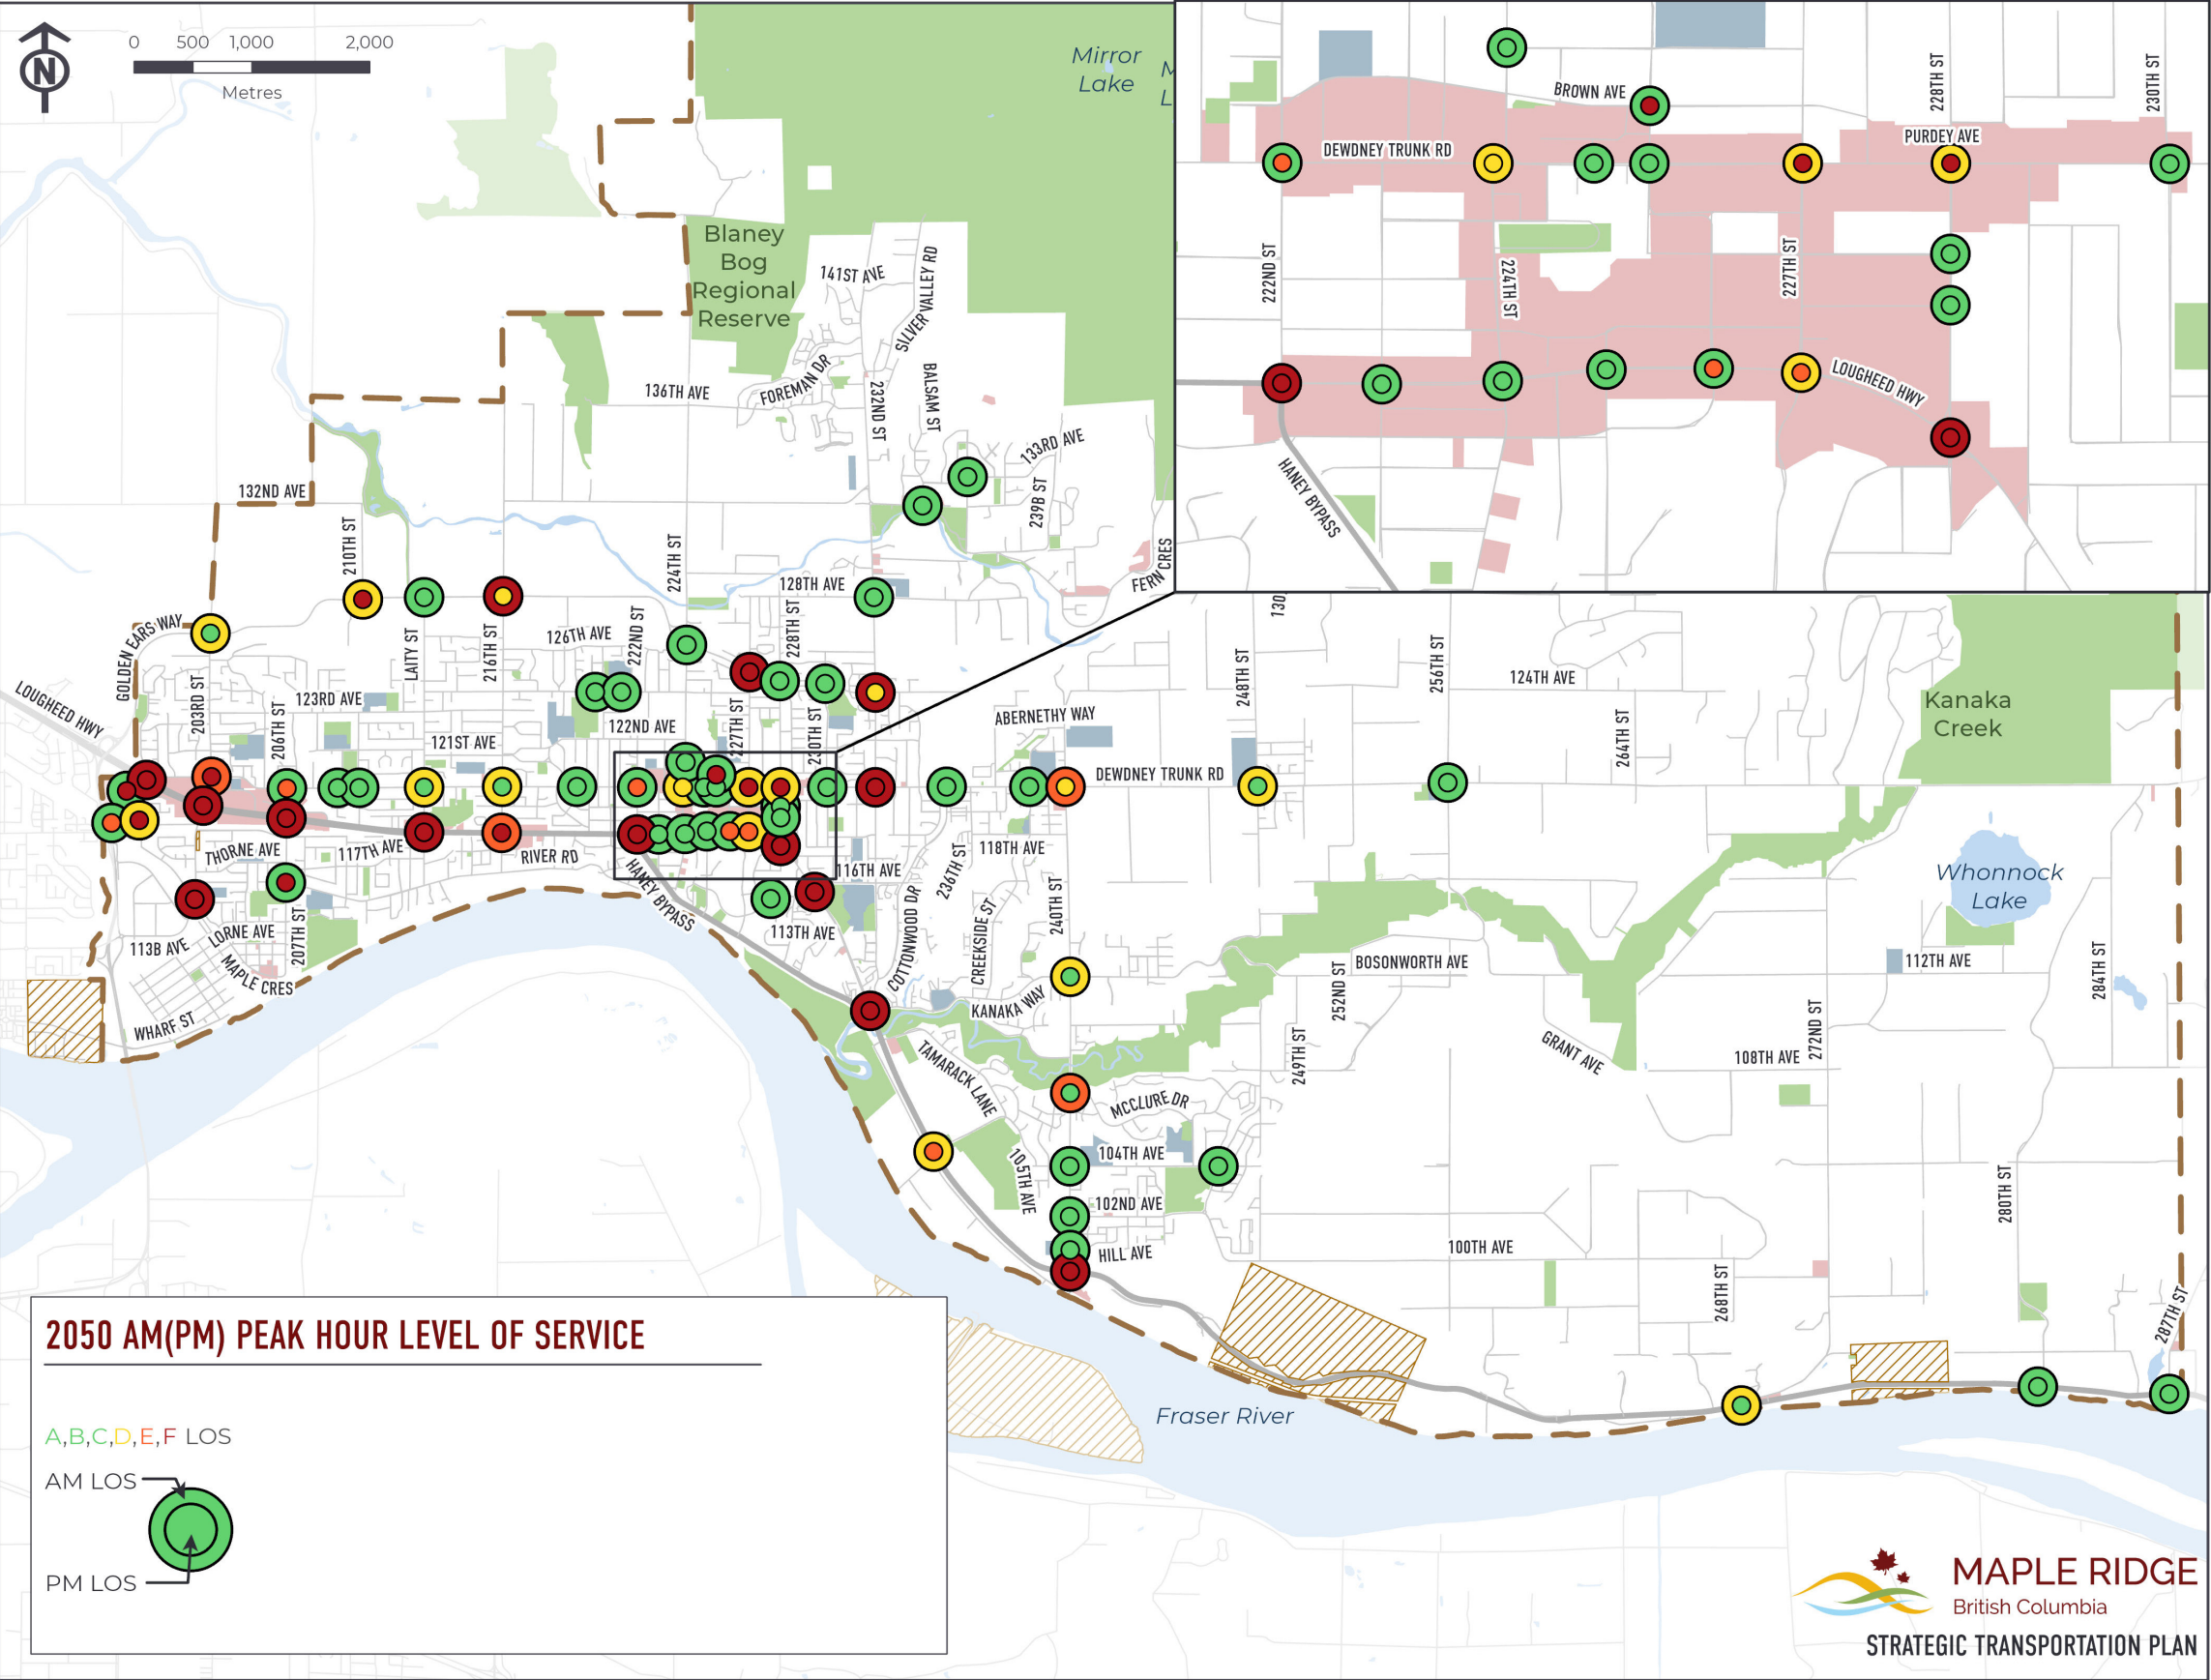 0 500 1,000 2,000
Metres
N
Mirror
Lake
M
L
Blaney
Bog
Regional
Reserve
141ST AVE
SILVER VALLEY RD
FOREMAN DR
136TH AVE
232ND ST
BALSAM ST
133RD AVE
239B ST
132ND AVE
210TH ST
224TH ST
128TH AVE
FERN CRES
GOLDEN EARS WAY
LAITY ST
216TH ST
126TH AVE
222ND ST
228TH ST
LOUGHEED HWY
203RD ST
206TH ST
123RD AVE
121ST AVE
122ND AVE
227TH ST
230TH ST
THORNE AVE
117TH AVE
RIVER RD
HANEY BYPASS
116TH AVE
113B AVE
LORNE AVE
207TH ST
MAPLE CRES
WHARF ST
113TH AVE
COTTONWOOD DR
236TH ST
CREEKSIDE ST
118TH AVE
240TH ST
KANAKA WAY
ABERNETHY WAY
DEWDNEY TRUNK RD
130
248TH ST
256TH ST
124TH AVE
264TH ST
Kanaka
Creek
Whonnock
Lake
BOSONWORTH AVE
252ND ST
249TH ST
GRANT AVE
112TH AVE
108TH AVE
272ND ST
284TH ST
TAMARACK LANE
MCCLURE DR
105TH AVE
104TH AVE
102ND AVE
HILL AVE
100TH AVE
268TH ST
280TH ST
287TH ST
Fraser River
BROWN AVE
DEWDNEY TRUNK RD
PURDEY AVE
228TH ST
230TH ST
222ND ST
224TH ST
227TH ST
LOUGHEED HWY
HANEY BYPASS
2050 AM(PM) PEAK HOUR LEVEL OF SERVICE
A,B,C,D,E,F LOS
AM LOS
PM LOS
MAPLE RIDGE
British Columbia
STRATEGIC TRANSPORTATION PLAN